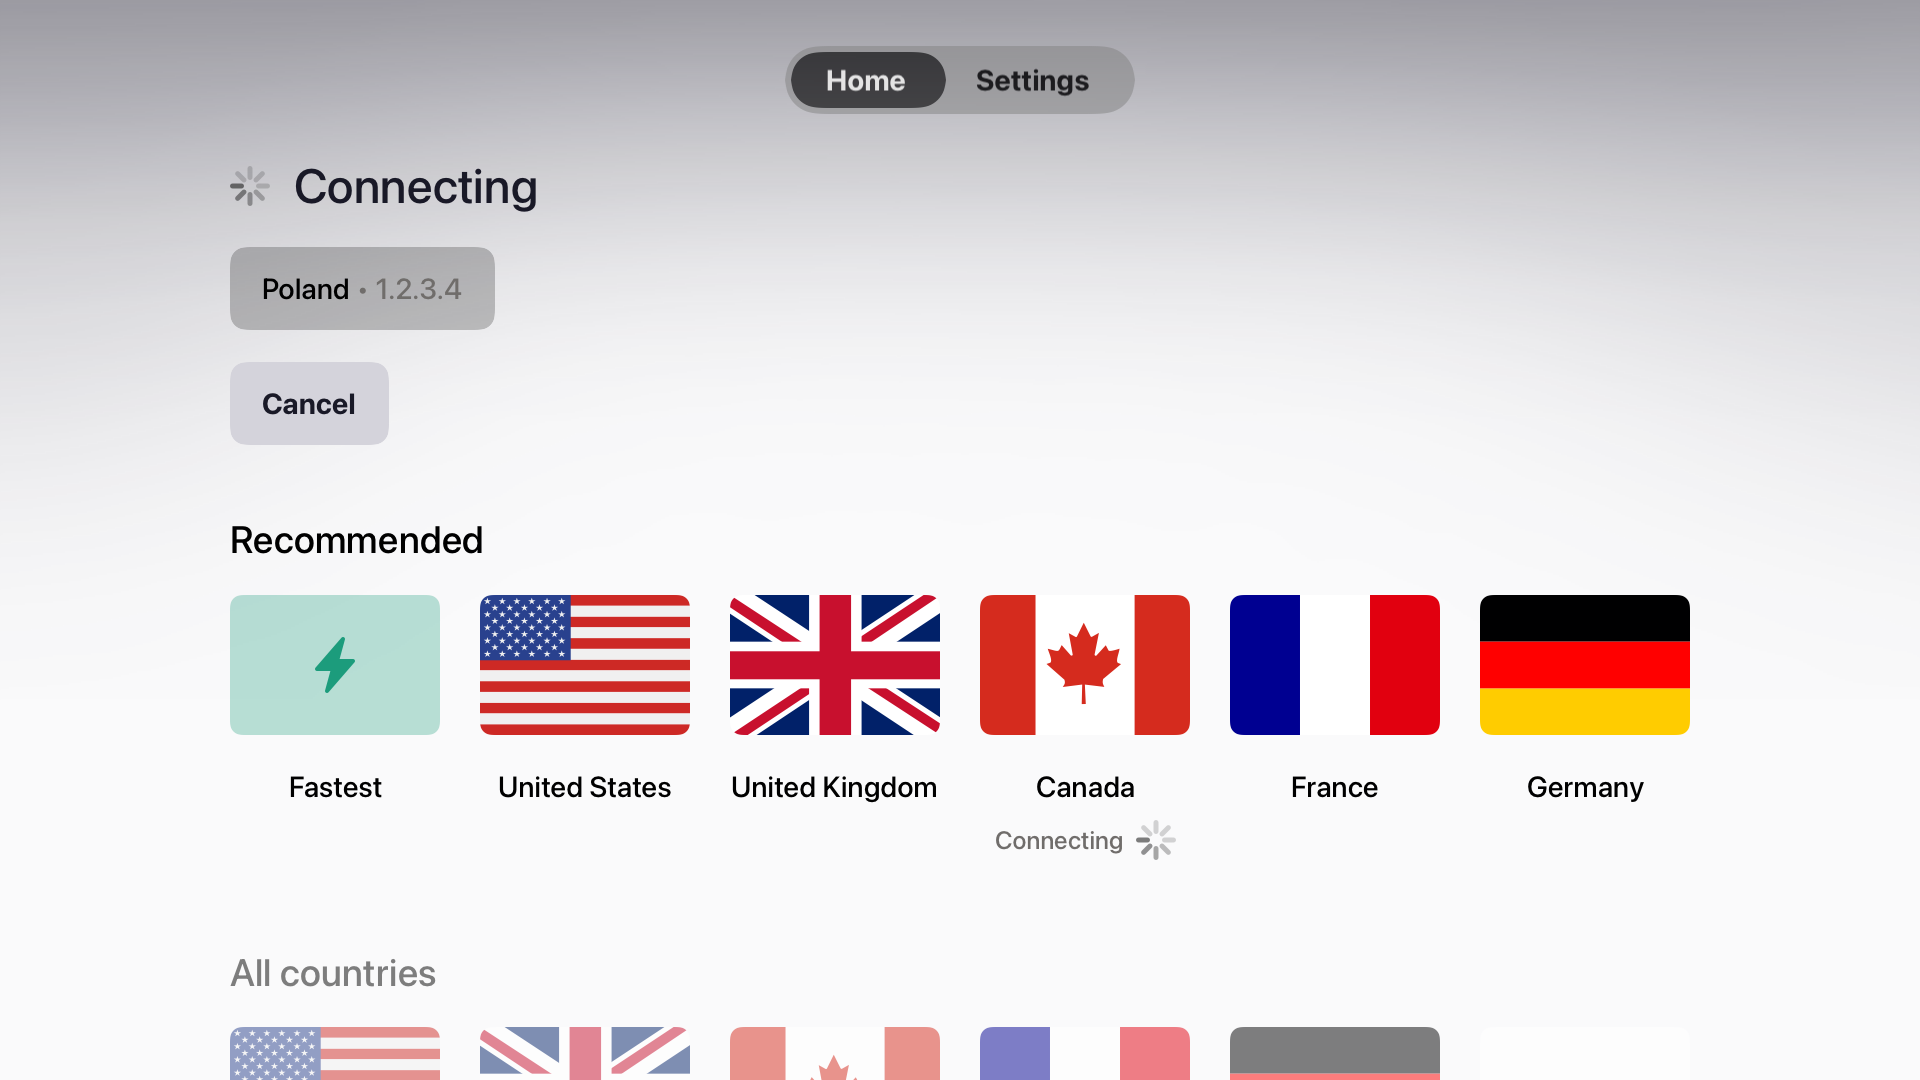 Home Settings
Connecting
Poland • 1.2.3.4
Cancel
Recommended
Fastest
United States
United Kingdom
Canada
France
Germany
Connecting
All countries